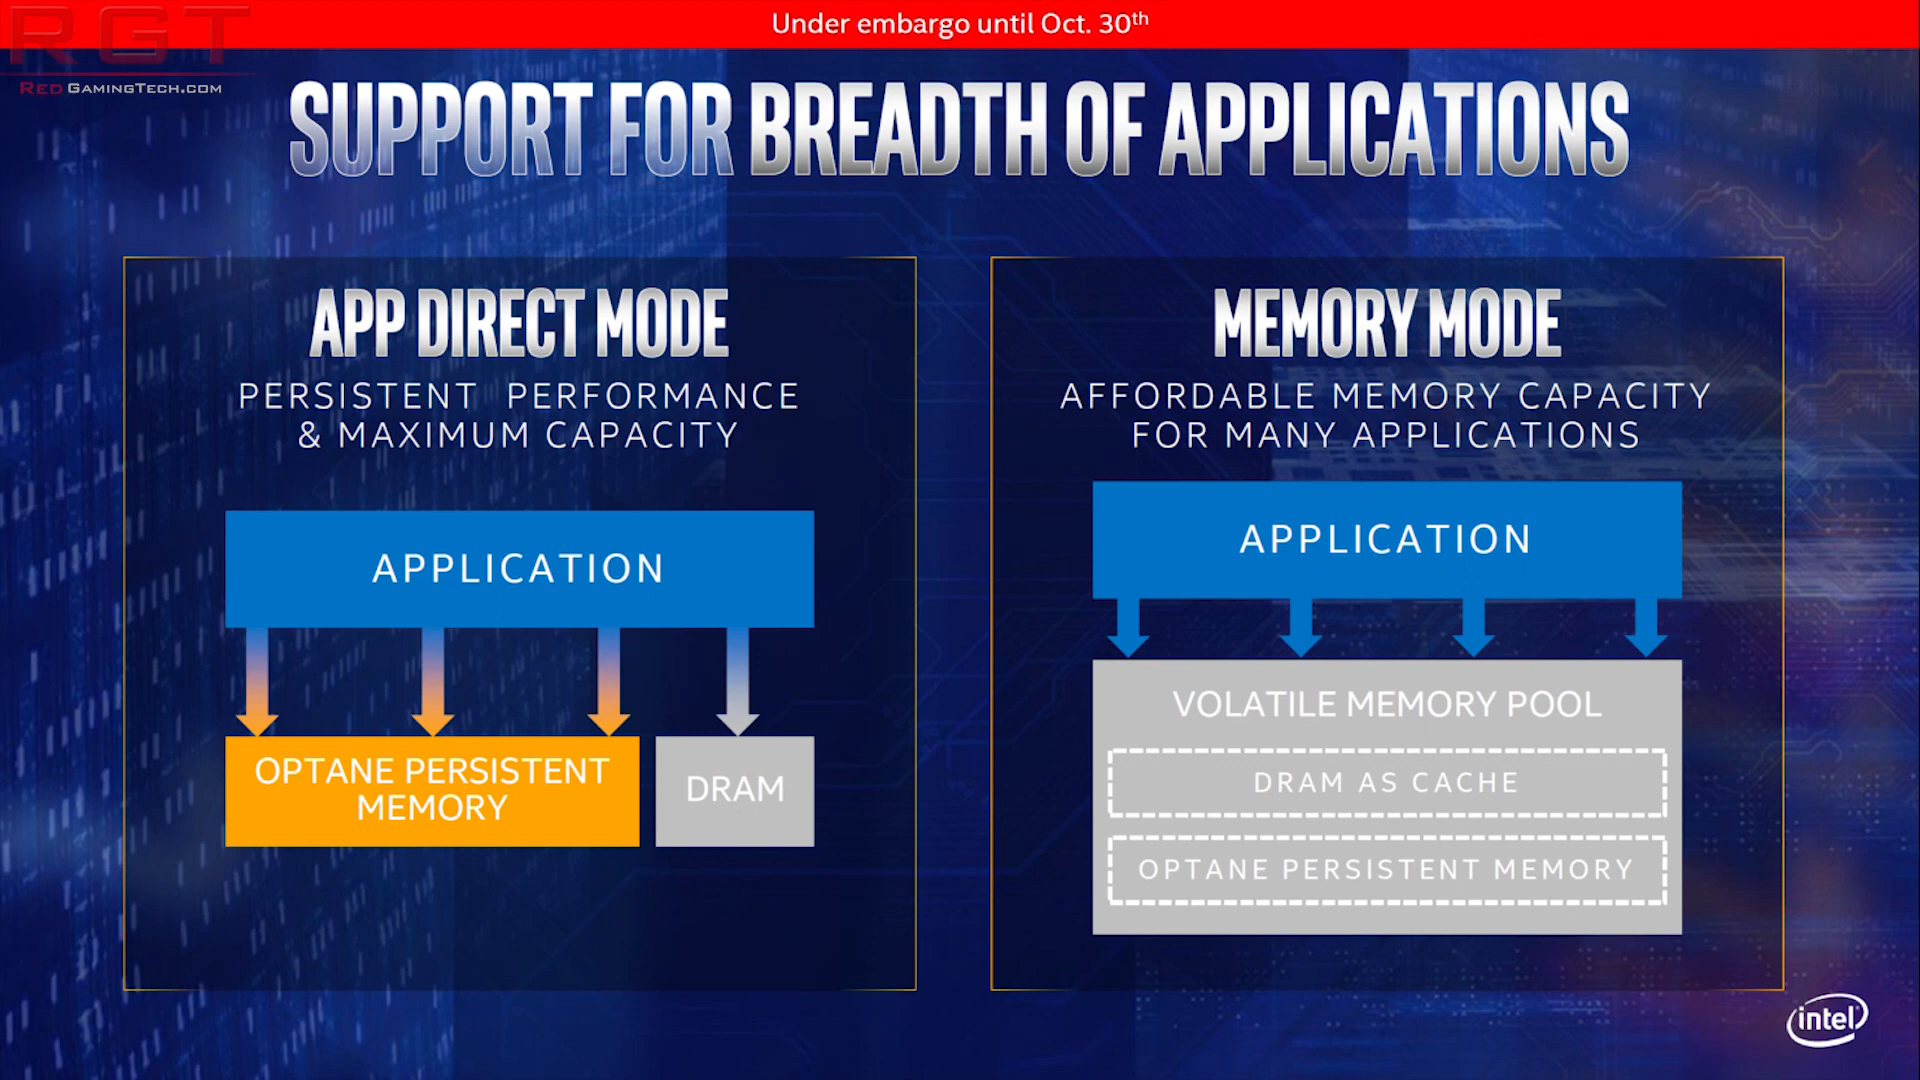 Under embargo until Oct. 30th
RGT
RED GAMINGTECH.COM
SUPPORT FOR BREADTH OF APPLICATIONS
APP DIRECT MODE
PERSISTENT PERFORMANCE
& MAXIMUM CAPACITY
APPLICATION
OPTANE PERSISTENT
MEMORY
DRAM
MEMORY MODE
AFFORDABLE MEMORY CAPACITY
FOR MANY APPLICATIONS
APPLICATION
VOLATILE MEMORY POOL
DRAM AS CACHE
OPTANE PERSISTENT MEMORY
intel